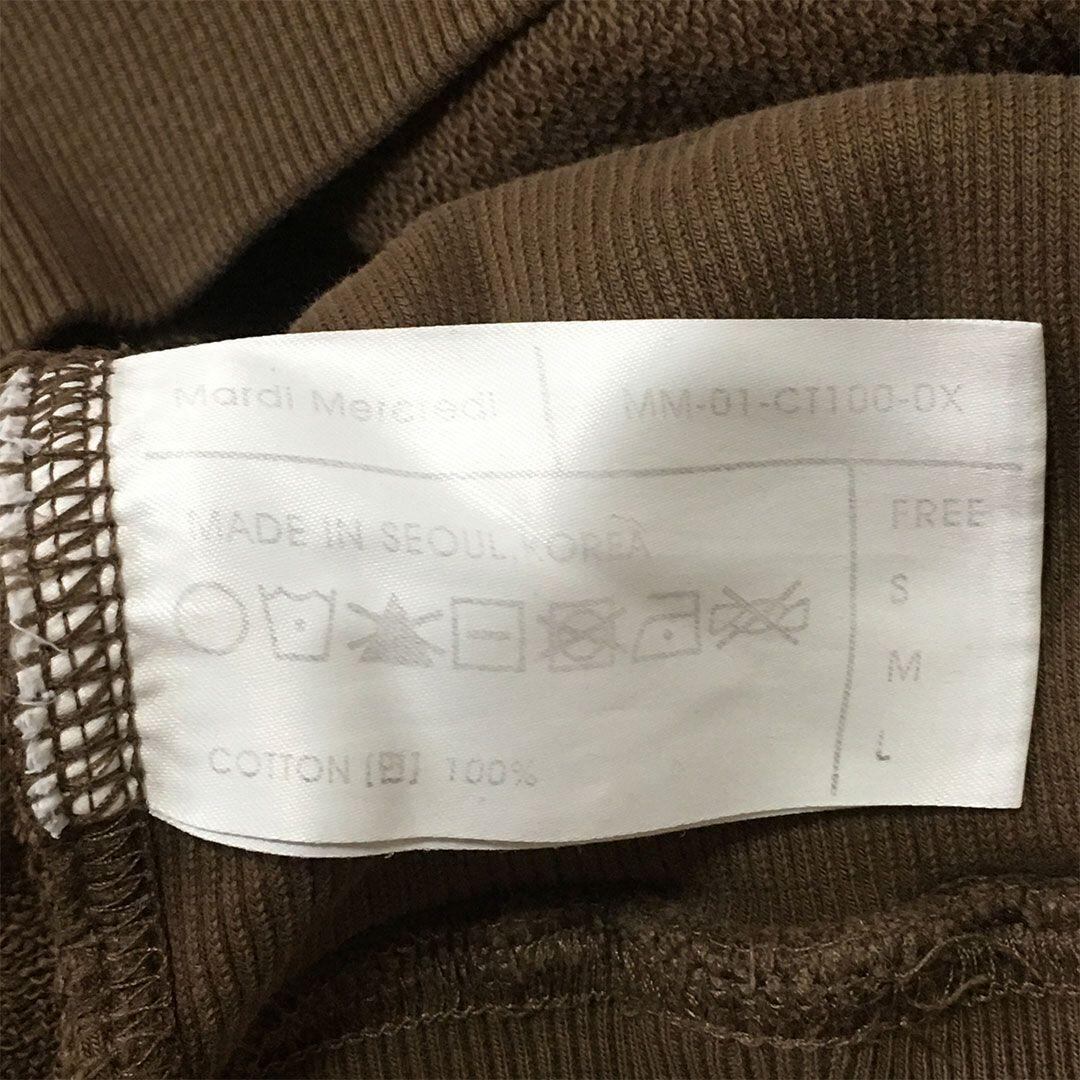 Mardi Mercredi MM-01-CT100-0X
MADE IN SEOUL, KOREA
FREE
S
M
L
COTTON [면] 100%